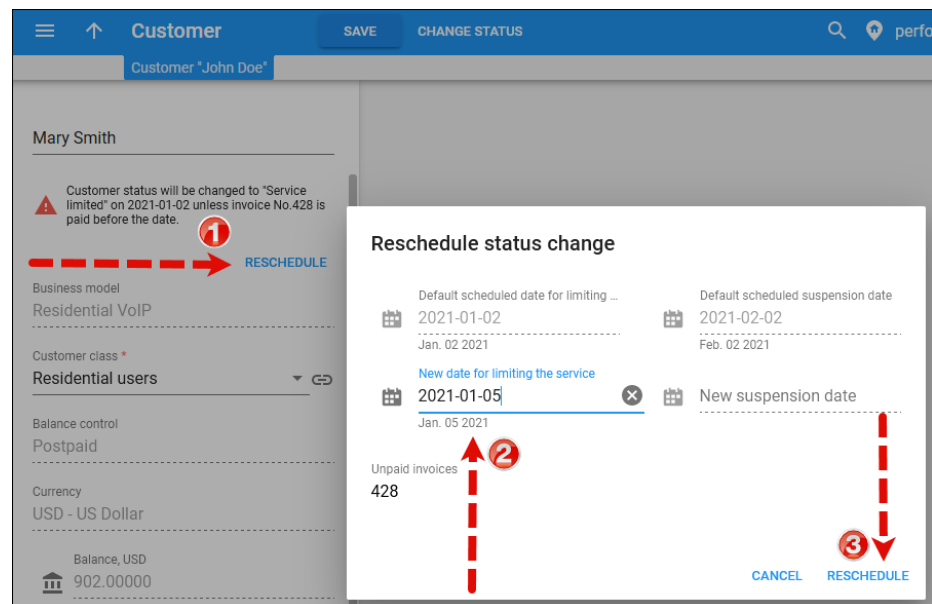 Customer
SAVE
CHANGE STATUS
perfo
Customer "John Doe"
Mary Smith
Customer status will be changed to "Service
limited" on 2021-01-02 unless invoice No.428 is
paid before the date.
1
RESCHEDULE
Business model
Residential VoIP
Customer class *
Residential users
Balance control
Postpaid
Currency
USD - US Dollar
Balance, USD
902.00000
Reschedule status change
Default scheduled date for limiting ...
2021-01-02
Jan. 02 2021
Default scheduled suspension date
2021-02-02
Feb. 02 2021
New date for limiting the service
2021-01-05
Jan. 05 2021
New suspension date
2
Unpaid invoices
428
3
CANCEL
RESCHEDULE